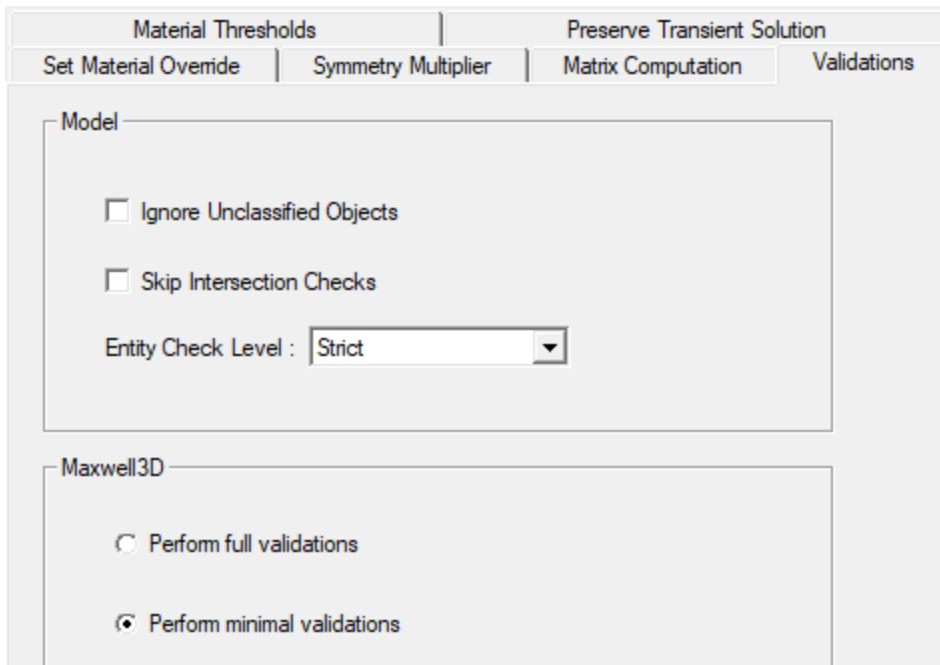 Material Thresholds Preserve Transient Solution
Set Material Override Symmetry Multiplier Matrix Computation Validations
Model
Ignore Unclassified Objects
Skip Intersection Checks
Entity Check Level : Strict
Maxwell3D
Perform full validations
Perform minimal validations